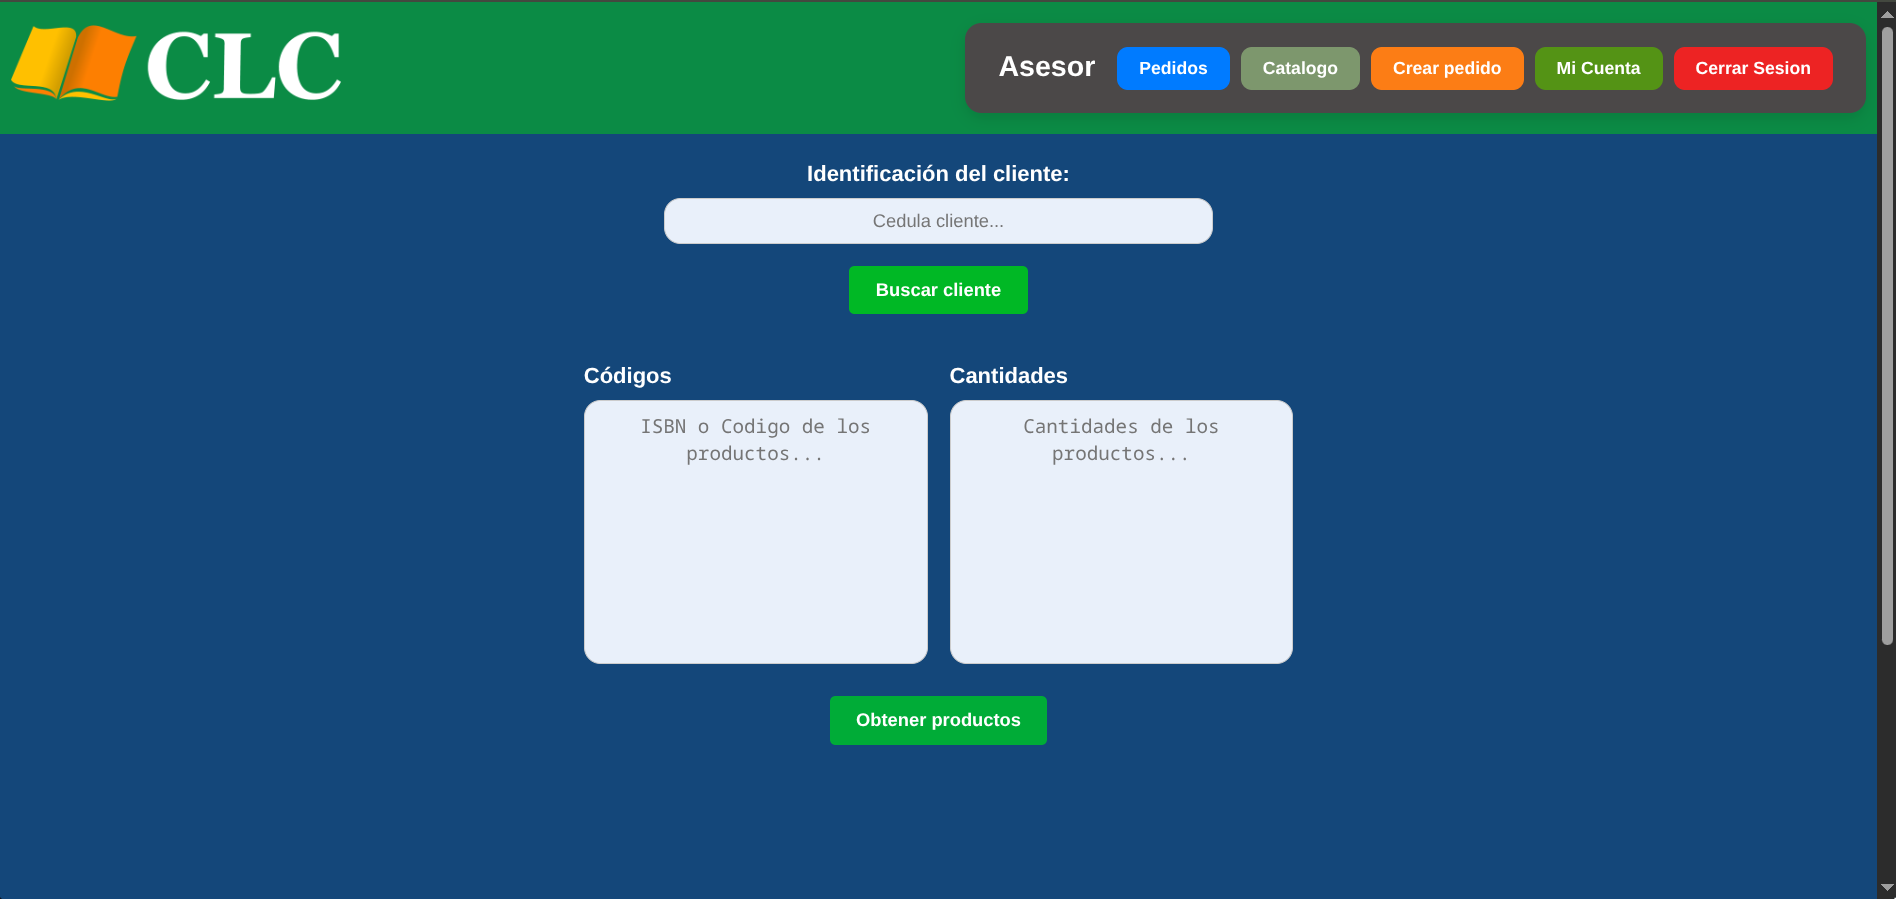 CLC
Asesor
Pedidos
Catalogo
Crear pedido
Mi Cuenta
Cerrar Sesion
Identificación del cliente:
Cedula cliente...
Buscar cliente
Códigos
ISBN o Codigo de los
productos...
Cantidades
Cantidades de los
productos...
Obtener productos